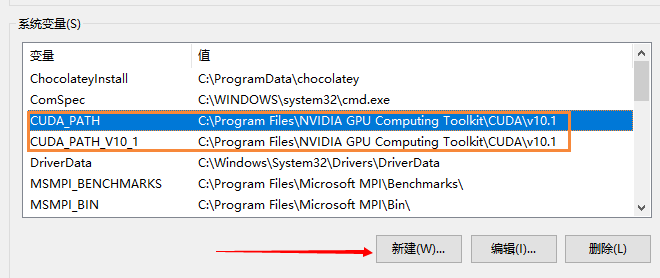 系统变量(S)
变量 值
ChocolateyInstall C:\ProgramData\chocolatey
ComSpec C:\WINDOWS\system32\cmd.exe
CUDA_PATH C:\Program Files\NVIDIA GPU Computing Toolkit\CUDA\v10.1
CUDA_PATH_V10_1 C:\Program Files\NVIDIA GPU Computing Toolkit\CUDA\v10.1
DriverData C:\Windows\System32\Drivers\DriverData
MSMPI_BENCHMARKS C:\Program Files\Microsoft MPI\Benchmarks\
MSMPI_BIN C:\Program Files\Microsoft MPI\Bin\
新建(W)... 编辑(I)... 删除(L)